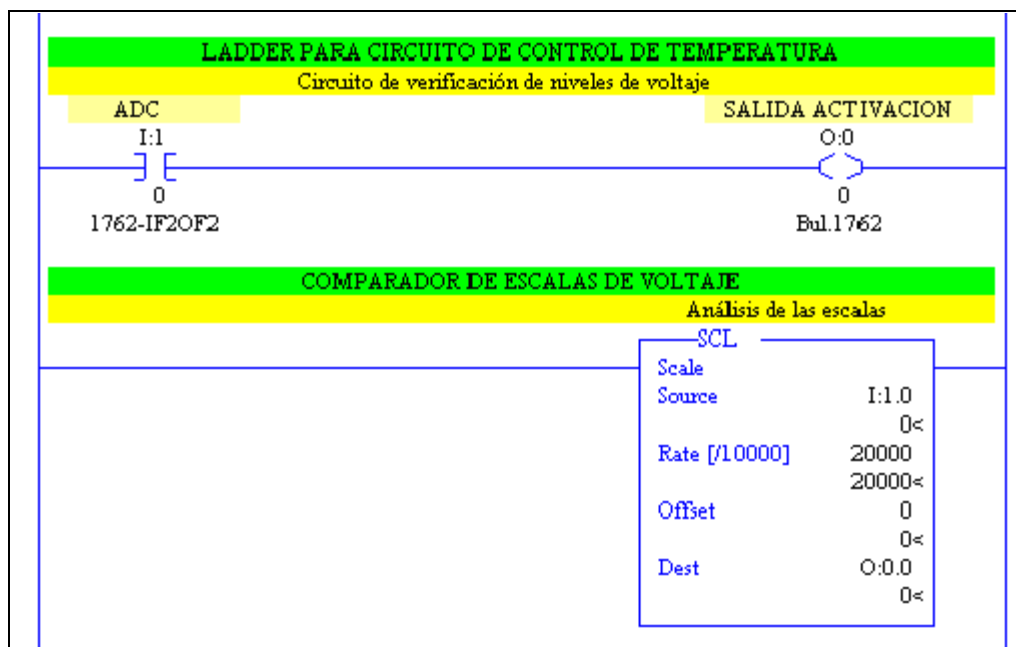 LADDER PARA CIRCUITO DE CONTROL DE TEMPERATURA
Circuito de verificación de niveles de voltaje
ADC
I:1
0
1762-IF2OF2
SALIDA ACTIVACION
O:0
0
Bul.1762
COMPARADOR DE ESCALAS DE VOLTAJE
Análisis de las escalas
SCL
Scale
Source I:1.0
0<
Rate [/10000] 20000
20000<
Offset 0
0<
Dest O:0.0
0<